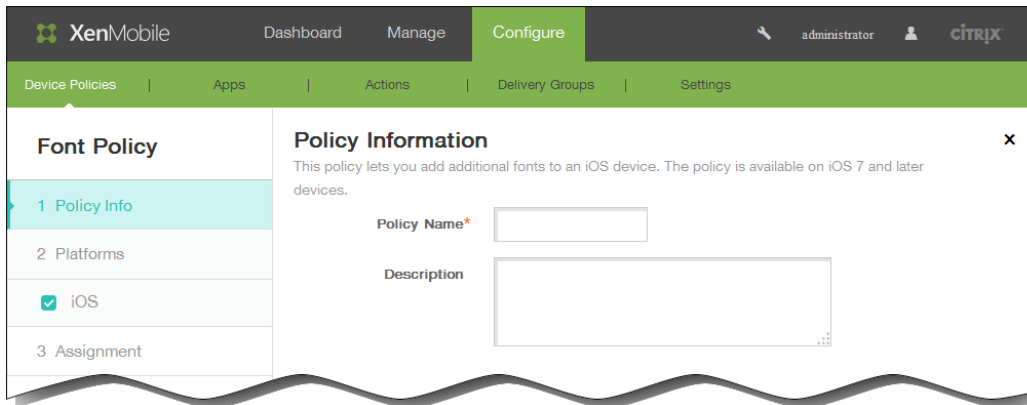 XenMobile Dashboard Manage Configure administrator CİTRIX
Device Policies | Apps | Actions | Delivery Groups | Settings
Font Policy
1 Policy Info
2 Platforms
iOS
3 Assignment
Policy Information
x
This policy lets you add additional fonts to an iOS device. The policy is available on iOS 7 and later
devices.
Policy Name*
Description